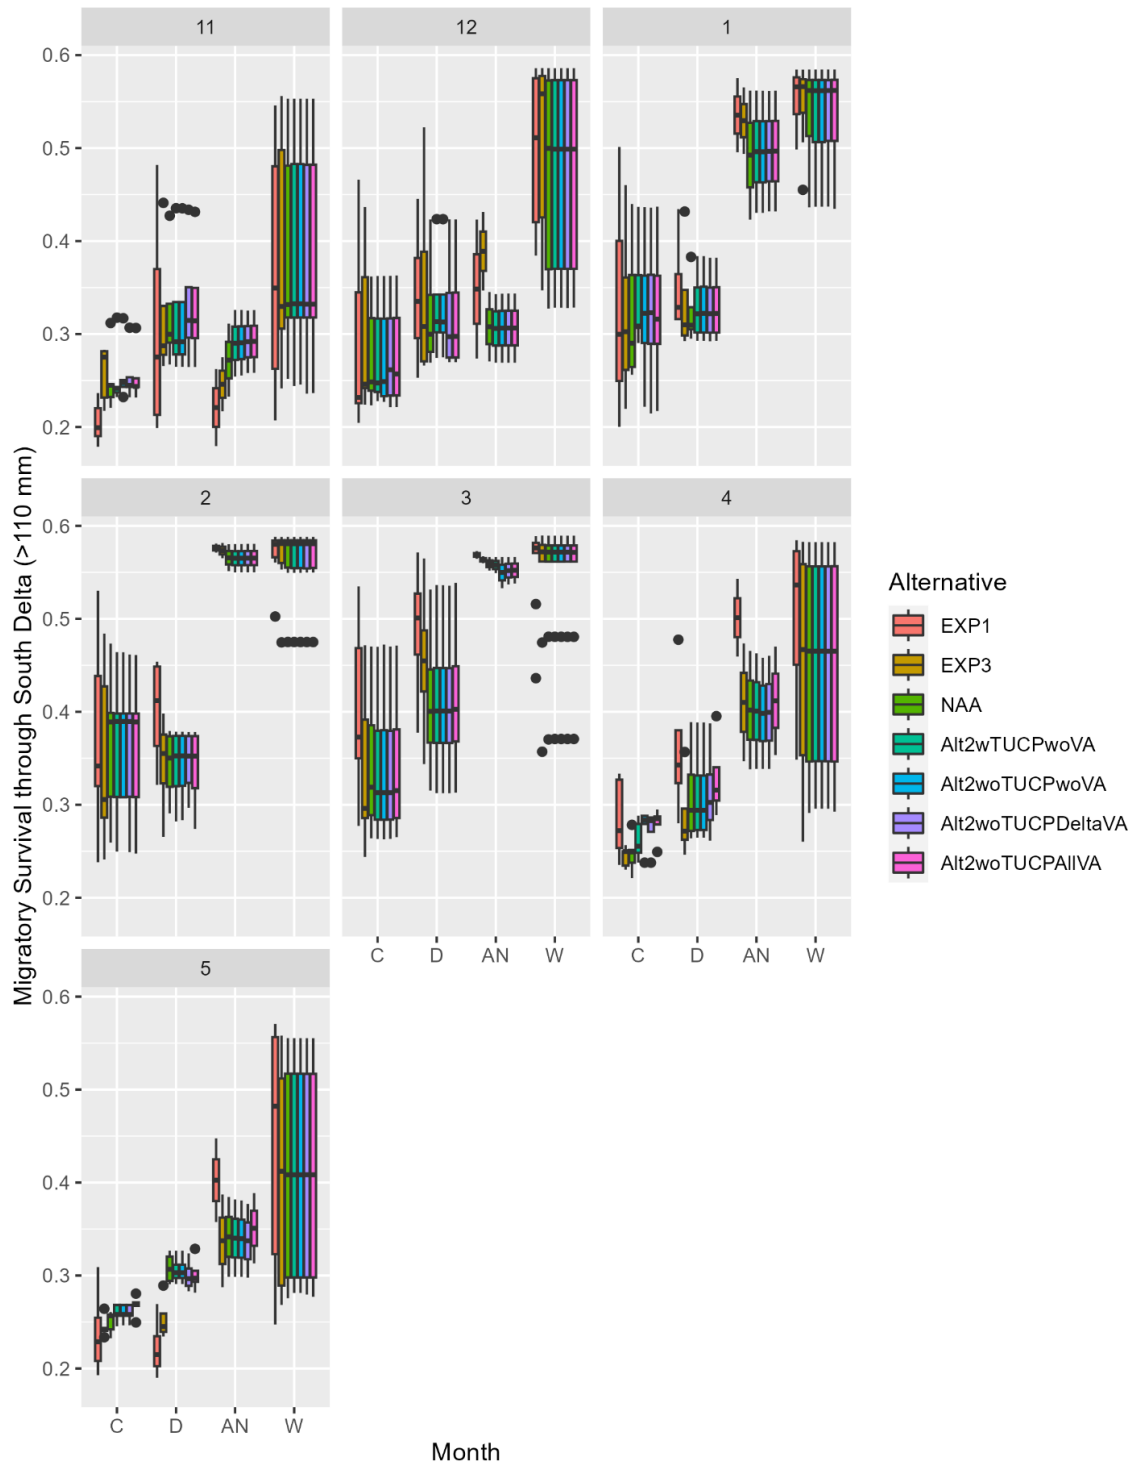 11
12
1
0.6
0.5
0.4
0.3
0.2
2
3
4
0.6
0.5
0.4
0.3
0.2
C D AN W
C D AN W
5
0.6
0.5
0.4
0.3
0.2
C D AN W
Month
Migratory Survival through South Delta (>110 mm)
Alternative
EXP1
EXP3
NAA
Alt2wTUCPwoVA
Alt2woTUCPwoVA
Alt2woTUCPDeltaVA
Alt2woTUCPAllVA